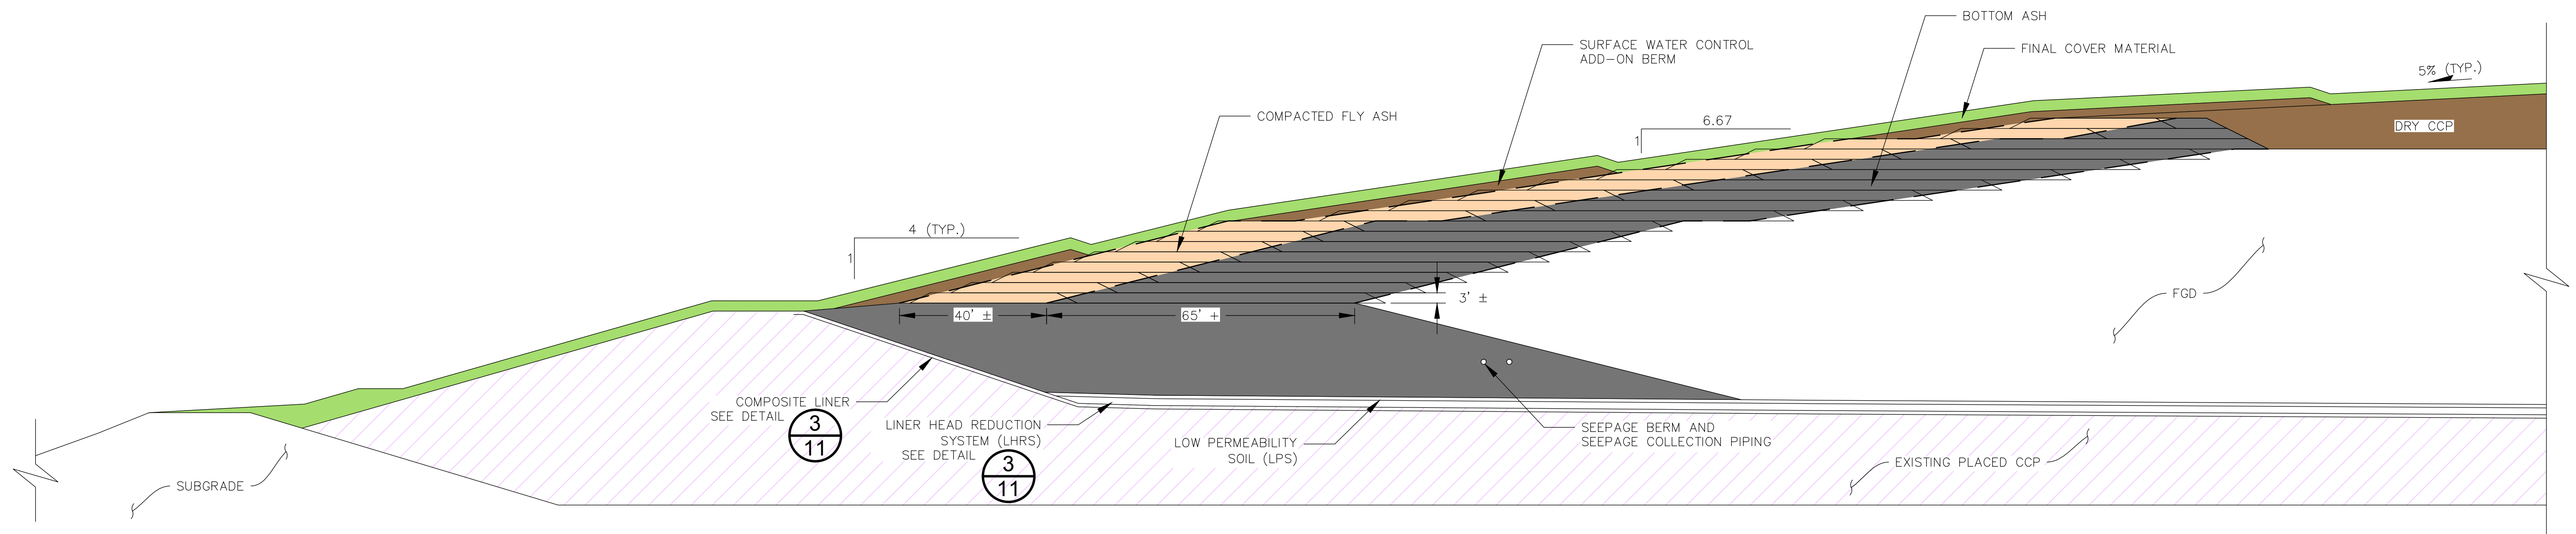 BOTTOM ASH
SURFACE WATER CONTROL
ADD-ON BERM
FINAL COVER MATERIAL
5% (TYP.)
COMPACTED FLY ASH
6.67
1
DRY CCP
4 (TYP.)
1
3' ±
40' ±
65' +
FGD
COMPOSITE LINER
SEE DETAIL
3
11
LINER HEAD REDUCTION
SYSTEM (LHRS)
SEE DETAIL
3
11
LOW PERMEABILITY
SOIL (LPS)
SEEPAGE BERM AND
SEEPAGE COLLECTION PIPING
EXISTING PLACED CCP
SUBGRADE